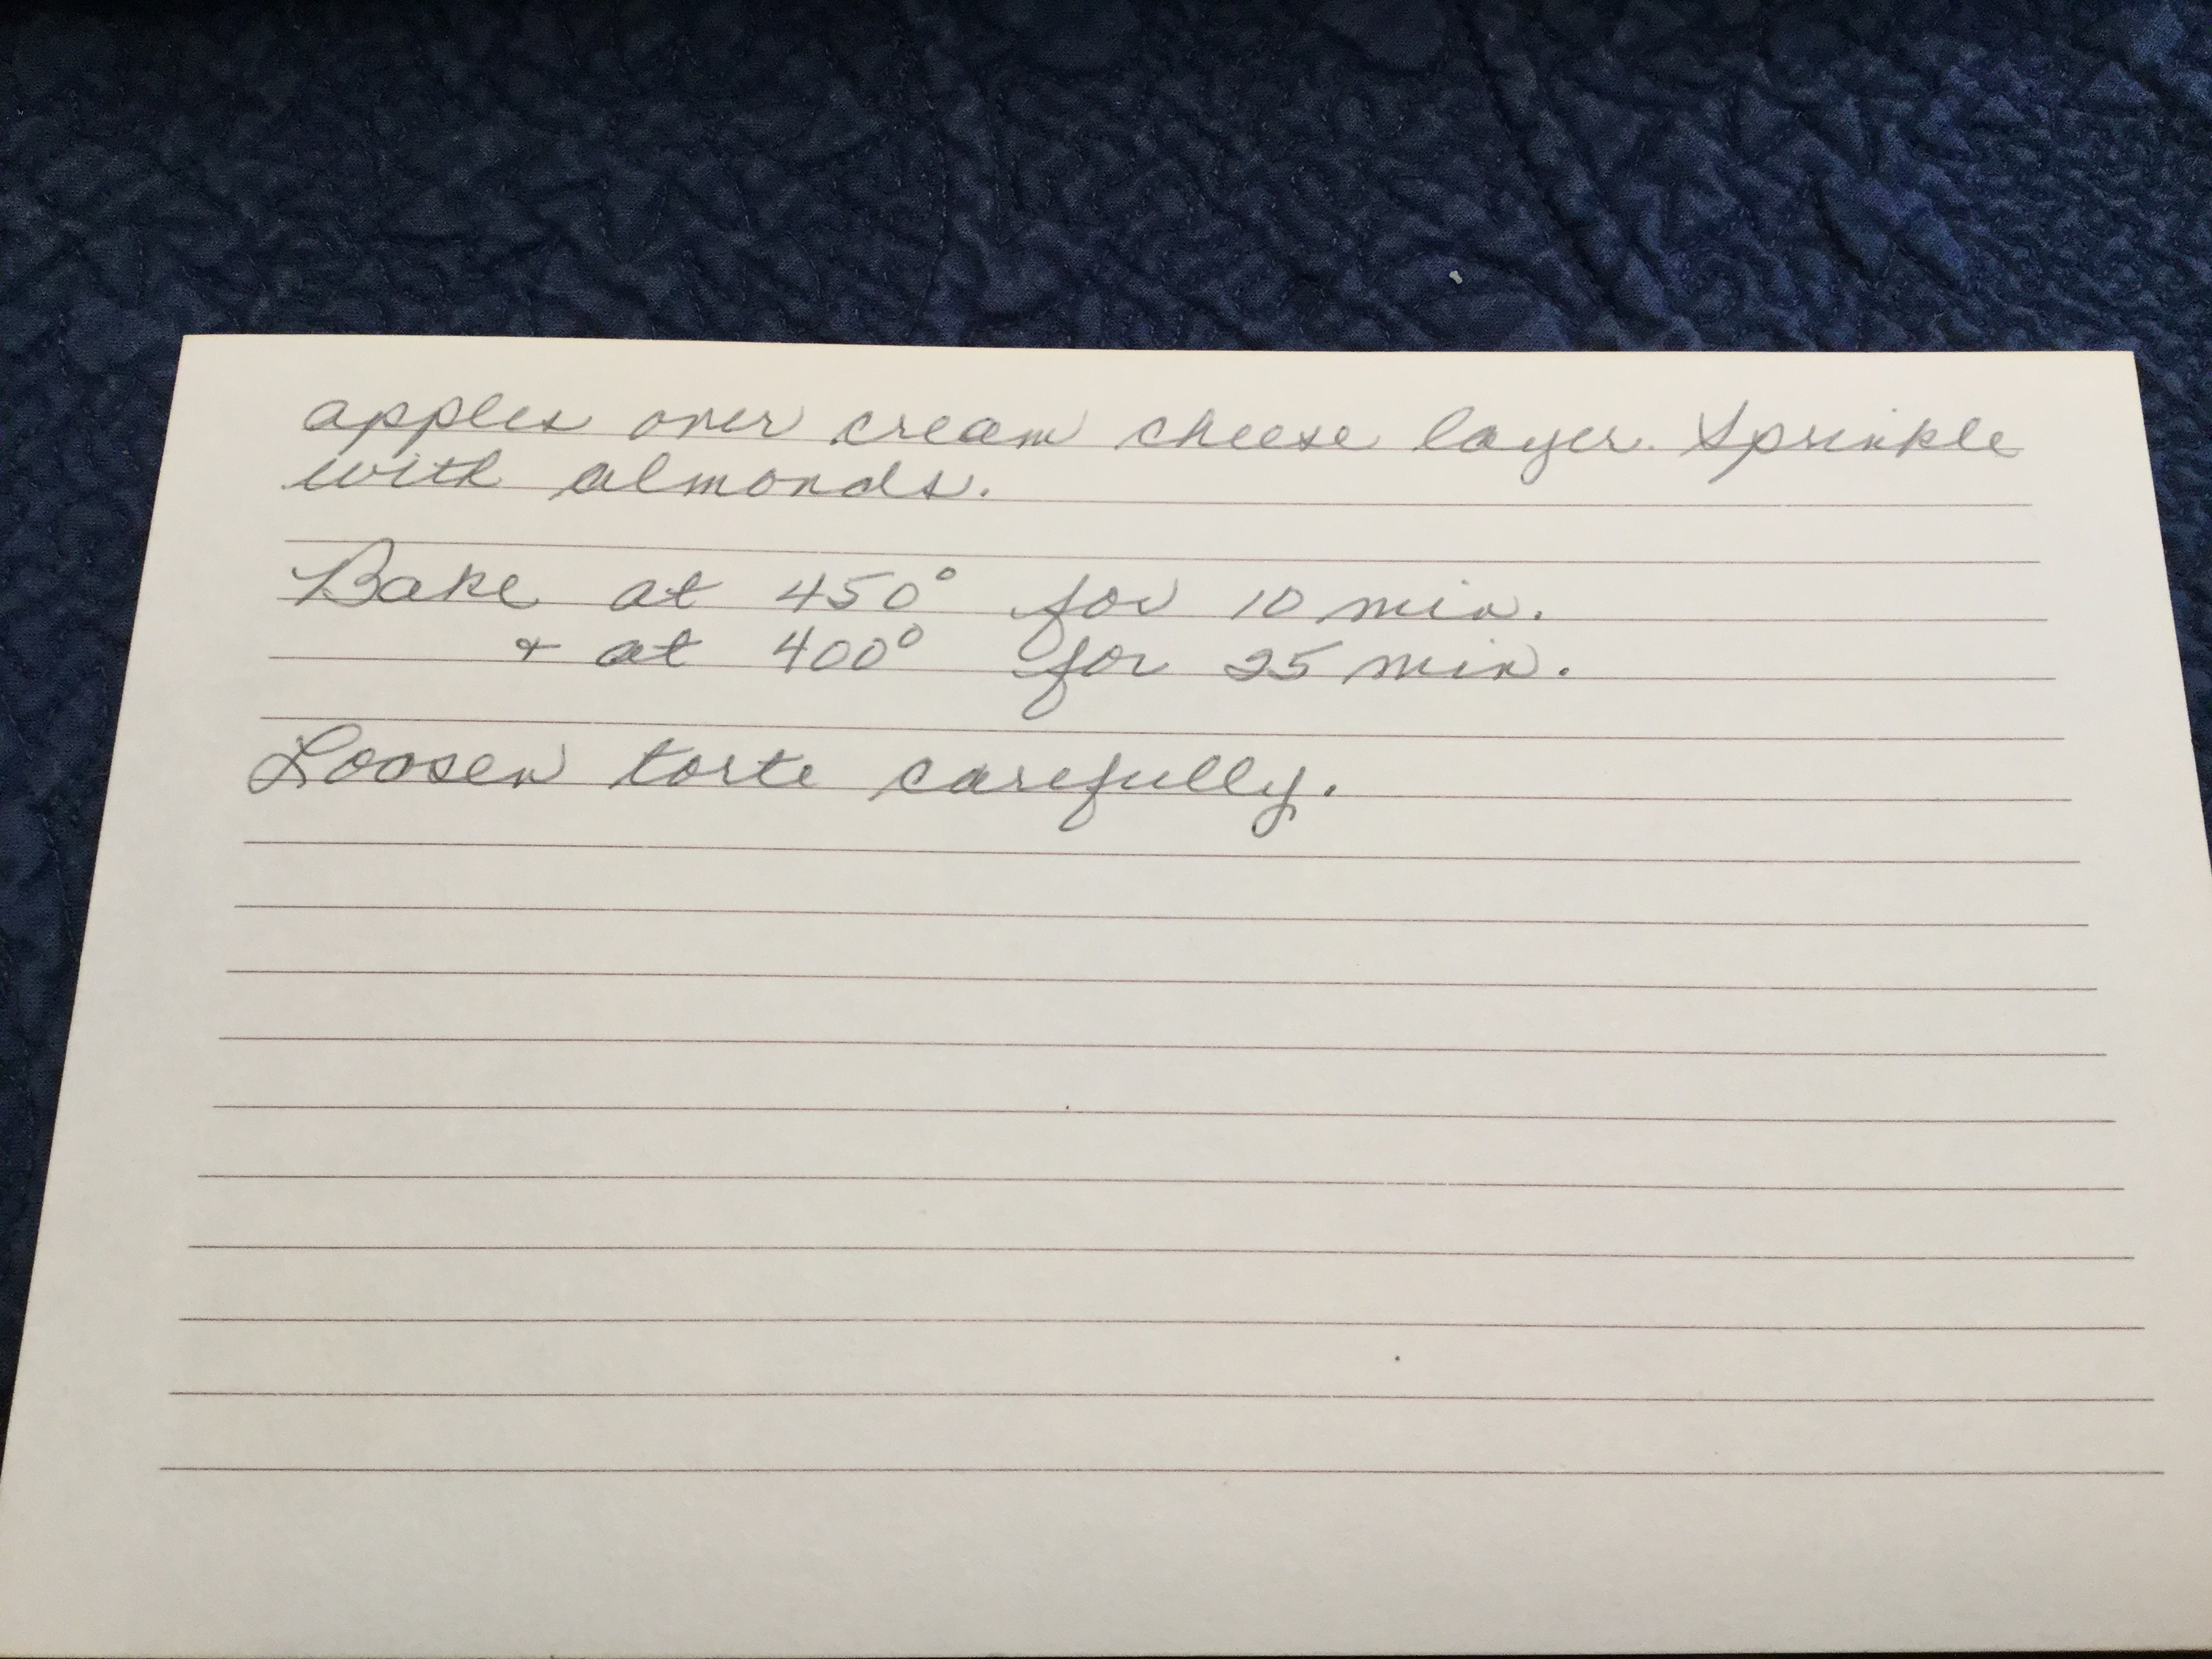 apples over cream cheese layer. Sprinkle
with almonds.
Bake at 450° for 10 min.
& at 400° for 25 min.
Loosen torte carefully.